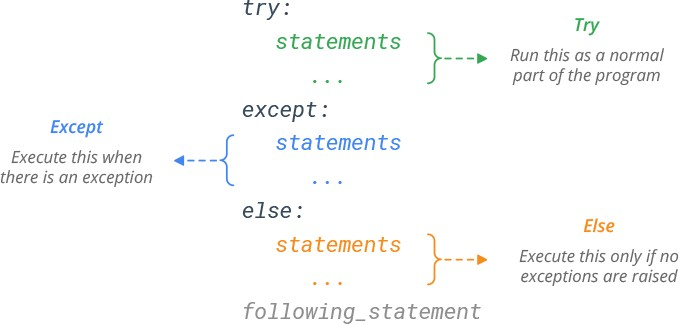 try:
Try
statements
Run this as a normal
part of the program
...
except:
Except
statements
Execute this when
there is an exception
...
else:
Else
statements
Execute this only if no
exceptions are raised
...
following_statement